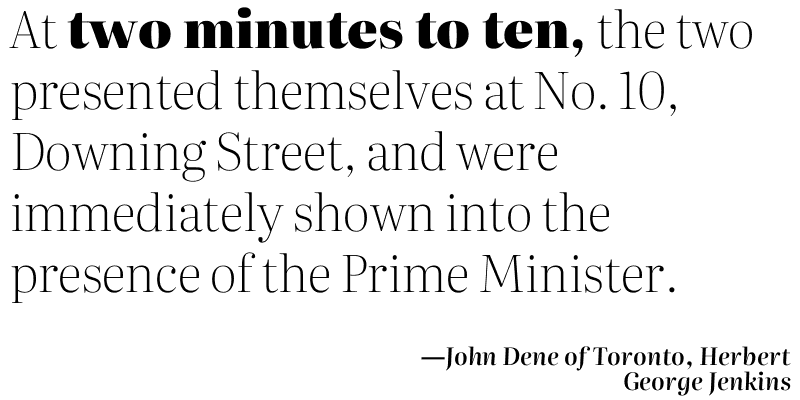 At two minutes to ten, the two
presented themselves at No. 10,
Downing Street, and were
immediately shown into the
presence of the Prime Minister.
—John Dene of Toronto, Herbert
George Jenkins